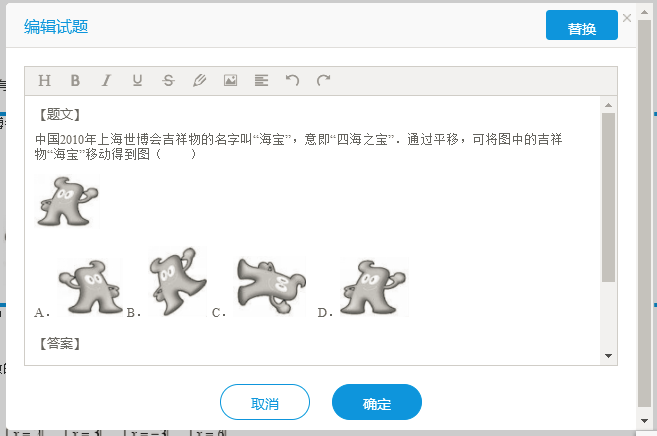 编辑试题
替换
×
H B I U S
【题文】
中国2010年上海世博会吉祥物的名字叫“海宝”，意即“四海之宝”．通过平移，可将图中的吉祥
物“海宝”移动得到图（　　）
A． B． C． D．
【答案】
取消 确定